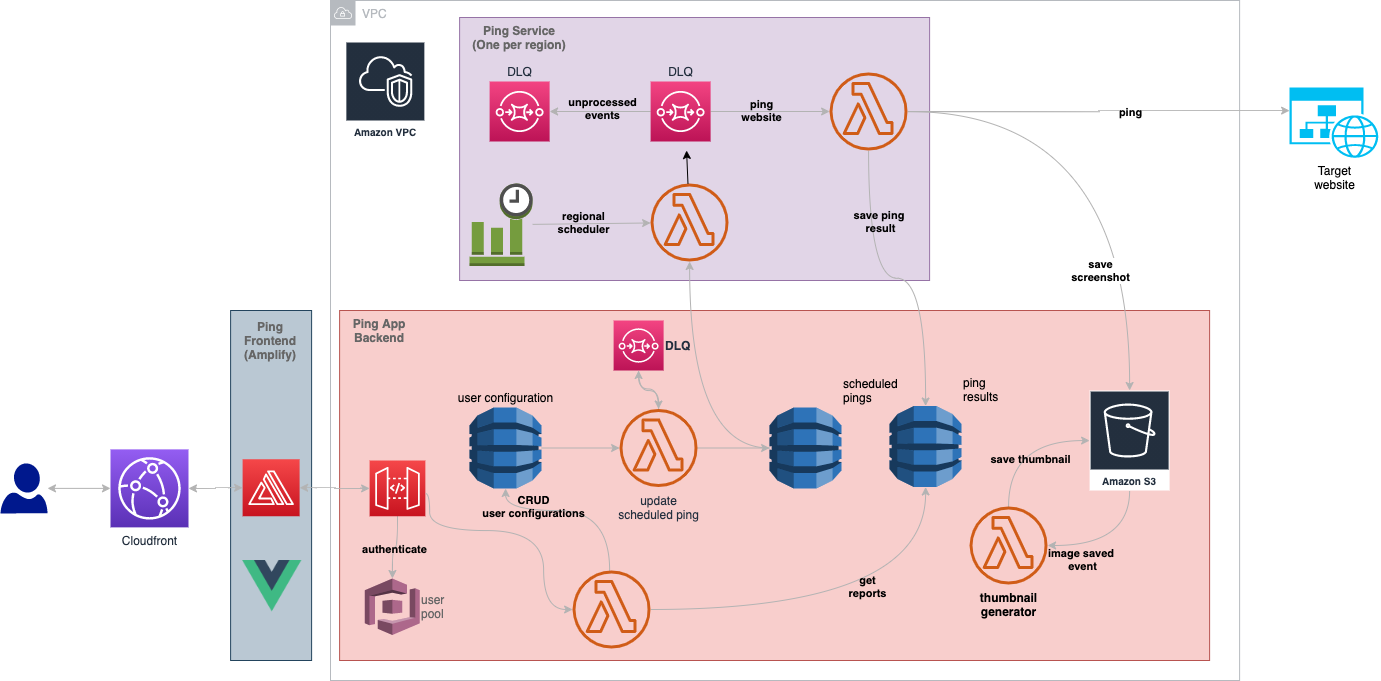 VPC
Amazon VPC
Ping Service
(One per region)
DLQ
DLQ
unprocessed
events
ping
website
ping
Target
website
regional
scheduler
save ping
result
save
screenshot
Ping
Frontend
(Amplify)
Ping App
Backend
DLQ
user configuration
scheduled
pings
ping
results
save thumbnail
Amazon S3
CRUD
user configurations
update
scheduled ping
Cloudfront
authenticate
image saved
event
user
pool
get
reports
thumbnail
generator